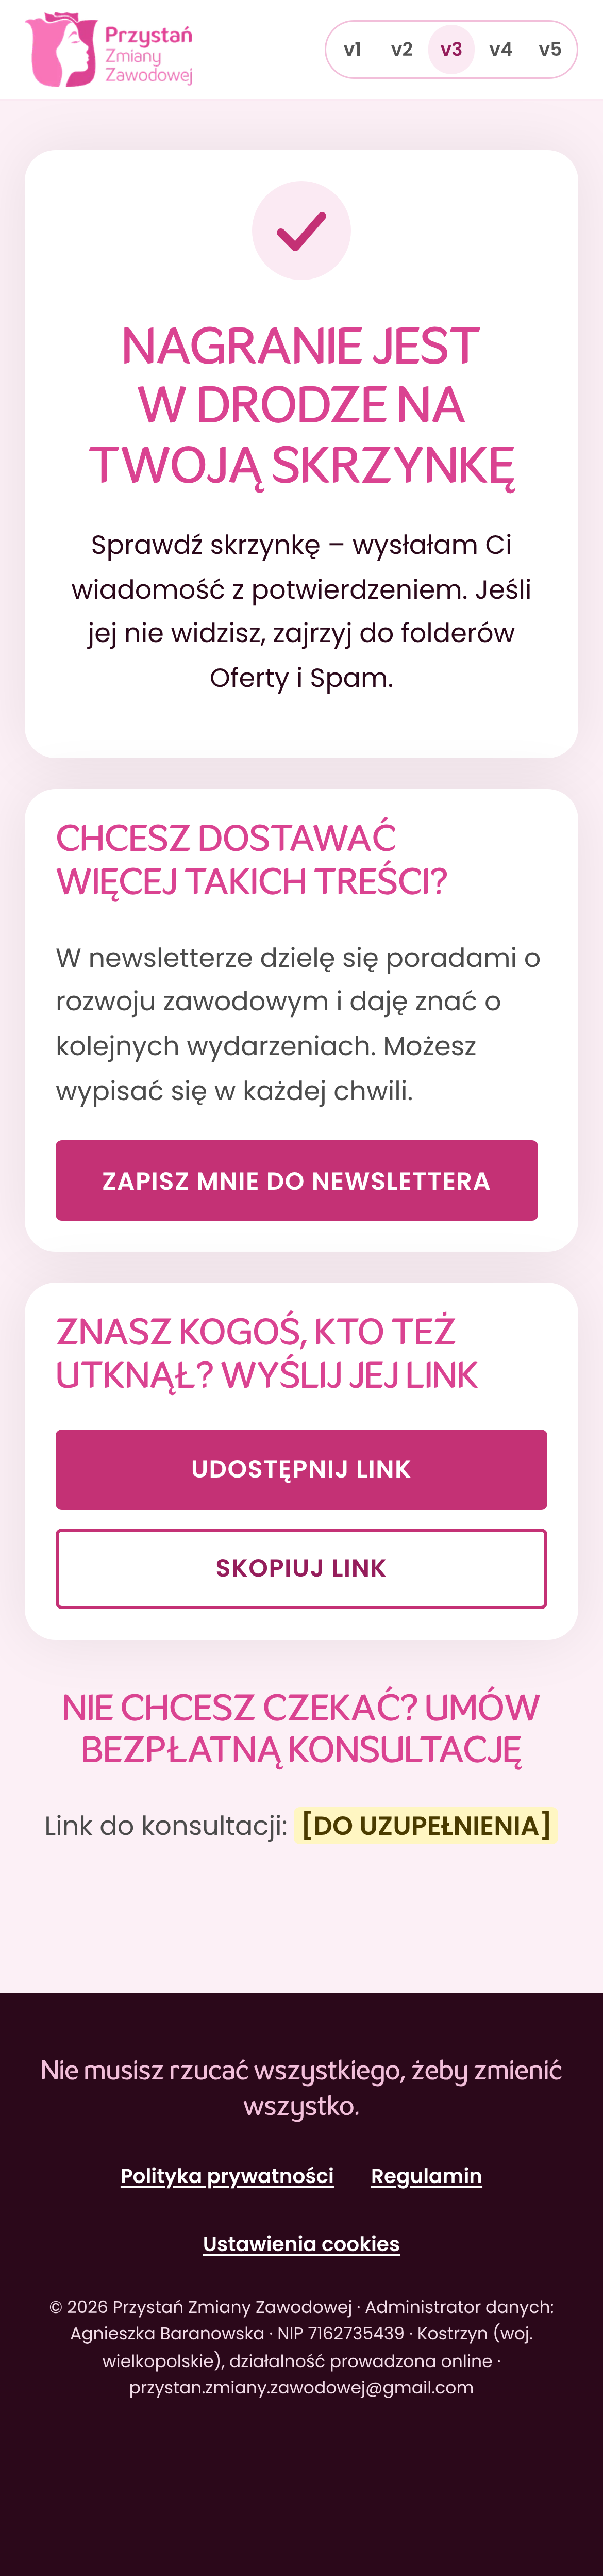 Przystań
Zmiany
Zawodowej
v1 v2 v3 v4 v5
NAGRANIE JEST
W DRODZE NA
TWOJĄ SKRZYNKĘ
Sprawdź skrzynkę – wysłałam Ci
wiadomość z potwierdzeniem. Jeśli
jej nie widzisz, zajrzyj do folderów
Oferty i Spam.
CHCESZ DOSTAWAĆ
WIĘCEJ TAKICH TREŚCI?
W newsletterze dzielę się poradami o
rozwoju zawodowym i daję znać o
kolejnych wydarzeniach. Możesz
wypisać się w każdej chwili.
ZAPISZ MNIE DO NEWSLETTERA
ZNASZ KOGOŚ, KTO TEŻ
UTKNĄŁ? WYŚLIJ JEJ LINK
UDOSTĘPNIJ LINK
SKOPIUJ LINK
NIE CHCESZ CZEKAĆ? UMÓW
BEZPŁATNĄ KONSULTACJĘ
Link do konsultacji: [DO UZUPEŁNIENIA]
Nie musisz rzucać wszystkiego, żeby zmienić
wszystko.
Polityka prywatności Regulamin
Ustawienia cookies
© 2026 Przystań Zmiany Zawodowej · Administrator danych:
Agnieszka Baranowska · NIP 7162735439 · Kostrzyn (woj.
wielkopolskie), działalność prowadzona online ·
przystan.zmiany.zawodowej@gmail.com